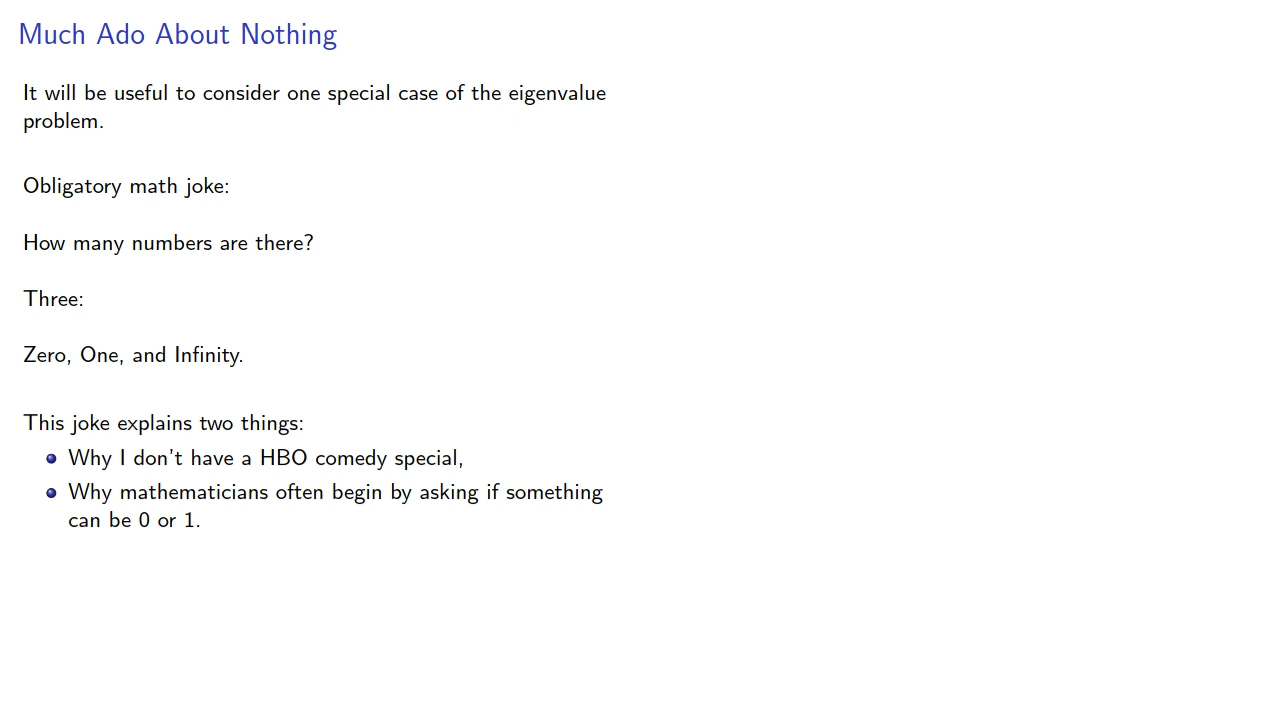 Much Ado About Nothing
It will be useful to consider one special case of the eigenvalue
problem.
Obligatory math joke:
How many numbers are there?
Three:
Zero, One, and Infinity.
This joke explains two things:
Why I don't have a HBO comedy special,
Why mathematicians often begin by asking if something
can be 0 or 1.